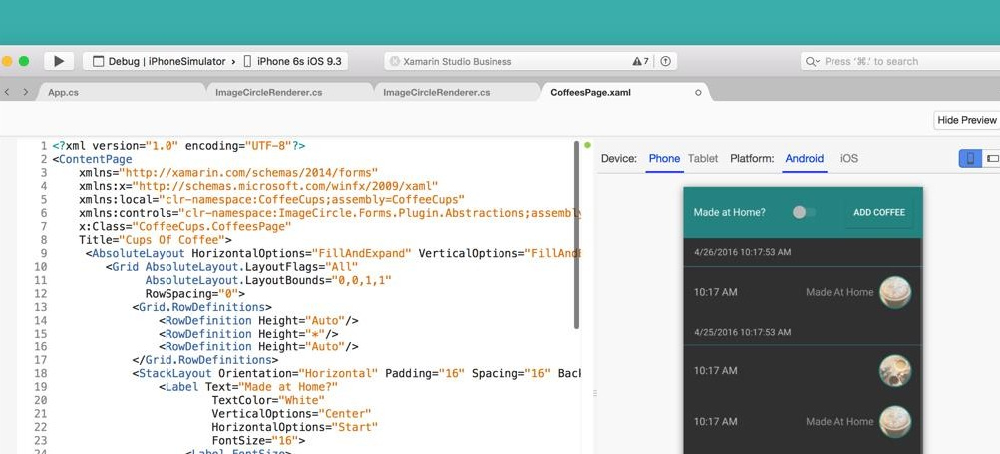 Debug | iPhoneSimulator › iPhone 6s iOS 9.3
Xamarin Studio Business
7
Press '⌘.' to search
App.cs
ImageCircleRenderer.cs
ImageCircleRenderer.cs
CoffeesPage.xaml
Hide Preview
1 <?xml version="1.0" encoding="UTF-8"?>
2 <ContentPage
3 xmlns="http://xamarin.com/schemas/2014/forms"
4 xmlns:x="http://schemas.microsoft.com/winfx/2009/xaml"
5 xmlns:local="clr-namespace:CoffeeCups;assembly=CoffeeCups"
6 xmlns:controls="clr-namespace:ImageCircle.Forms.Plugin.Abstractions;assembly
7 x:Class="CoffeeCups.CoffeesPage"
8 Title="Cups Of Coffee">
9 <AbsoluteLayout HorizontalOptions="FillAndExpand" VerticalOptions="FillAndE
10 <Grid AbsoluteLayout.LayoutFlags="All"
11 AbsoluteLayout.LayoutBounds="0,0,1,1"
12 RowSpacing="0">
13 <Grid.RowDefinitions>
14 <RowDefinition Height="Auto"/>
15 <RowDefinition Height="*"/>
16 <RowDefinition Height="Auto"/>
17 </Grid.RowDefinitions>
18 <StackLayout Orientation="Horizontal" Padding="16" Spacing="16" Back
19 <Label Text="Made at Home?"
20 TextColor="White"
21 VerticalOptions="Center"
22 HorizontalOptions="Start"
23 FontSize="16">
24 <Label.FontSize>
Device: Phone Tablet Platform: Android iOS
Made at Home? ADD COFFEE
4/26/2016 10:17:53 AM
10:17 AM Made At Home
4/25/2016 10:17:53 AM
10:17 AM
10:17 AM Made At Home